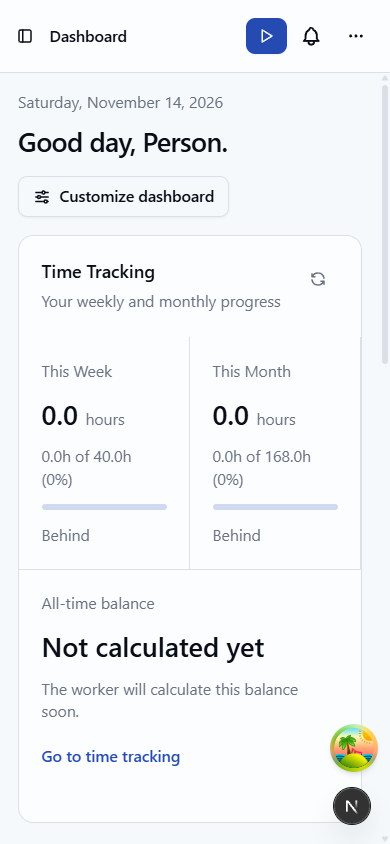 Dashboard
Saturday, November 14, 2026
Good day, Person.
Customize dashboard
Time Tracking
Your weekly and monthly progress
This Week
0.0 hours
0.0h of 40.0h
(0%)
Behind
This Month
0.0 hours
0.0h of 168.0h
(0%)
Behind
All-time balance
Not calculated yet
The worker will calculate this balance
soon.
Go to time tracking
N